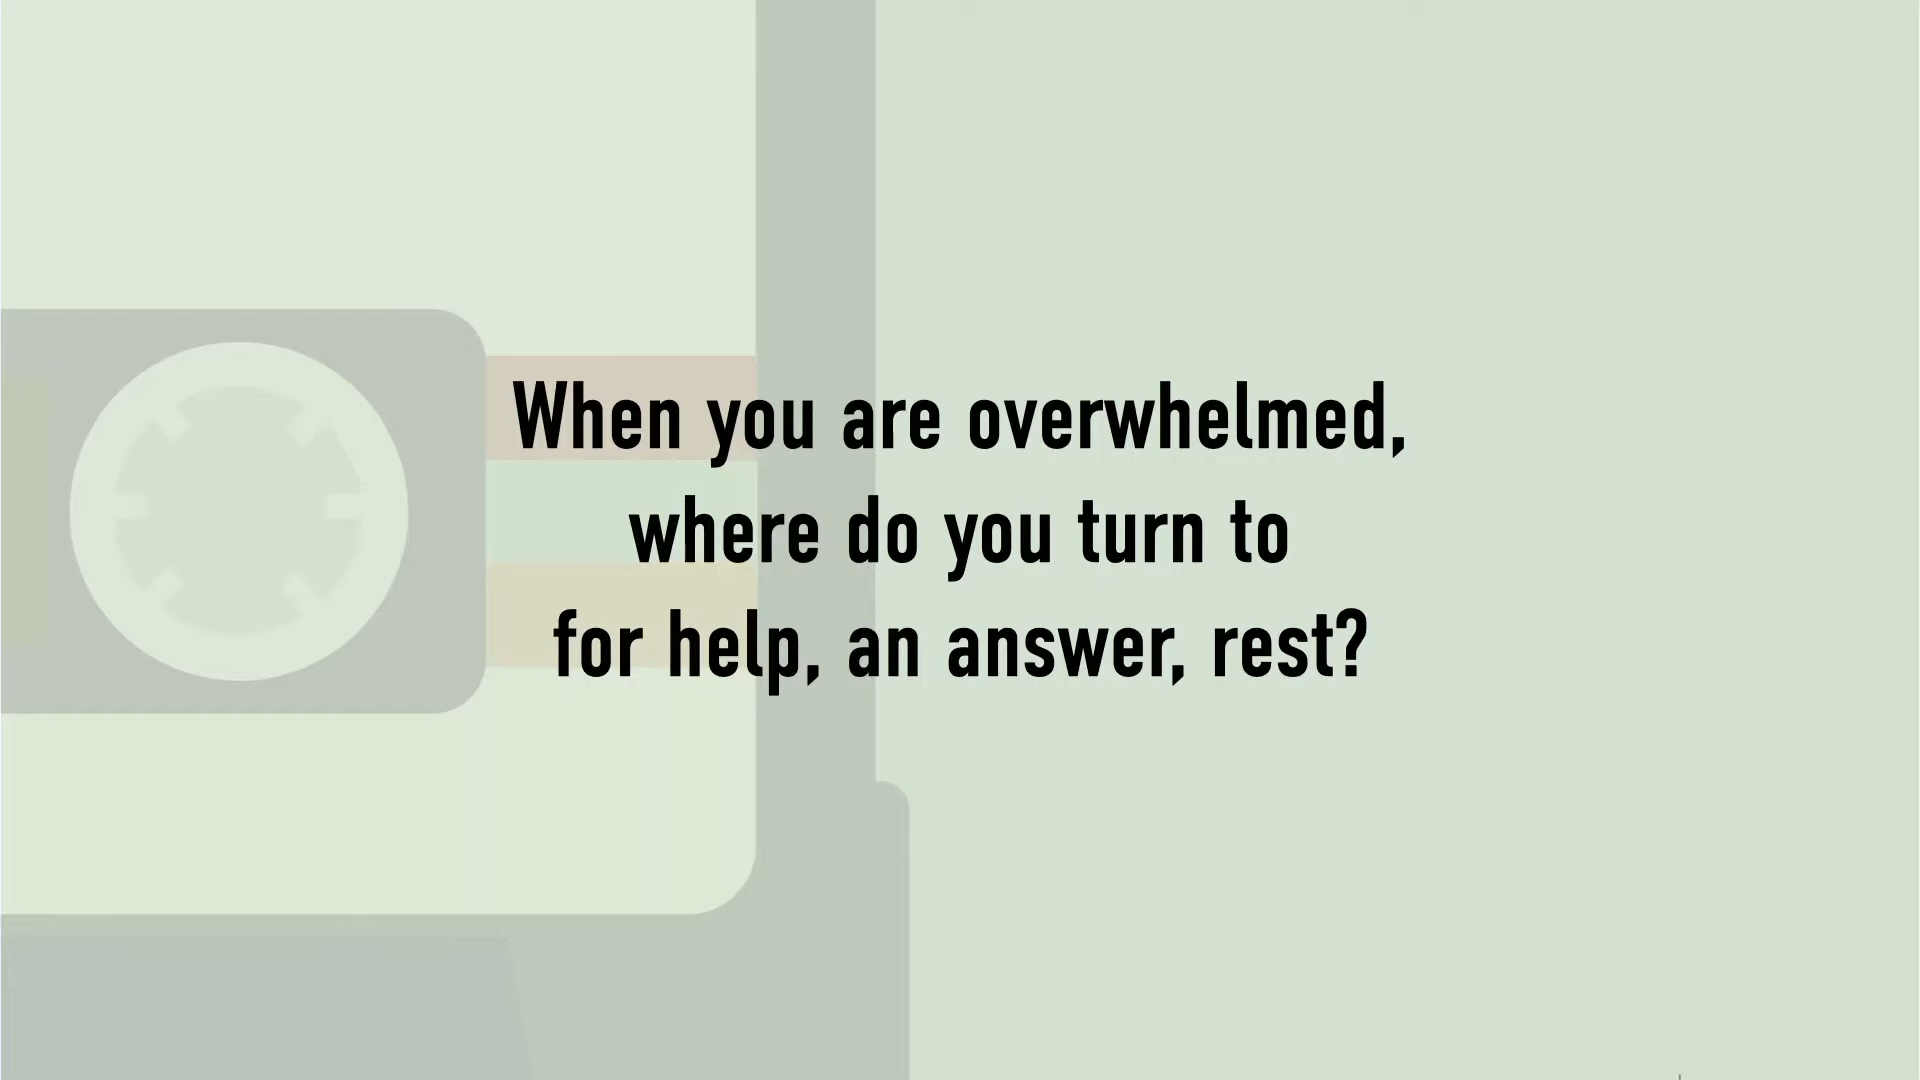 When you are overwhelmed,
where do you turn to
for help, an answer, rest?